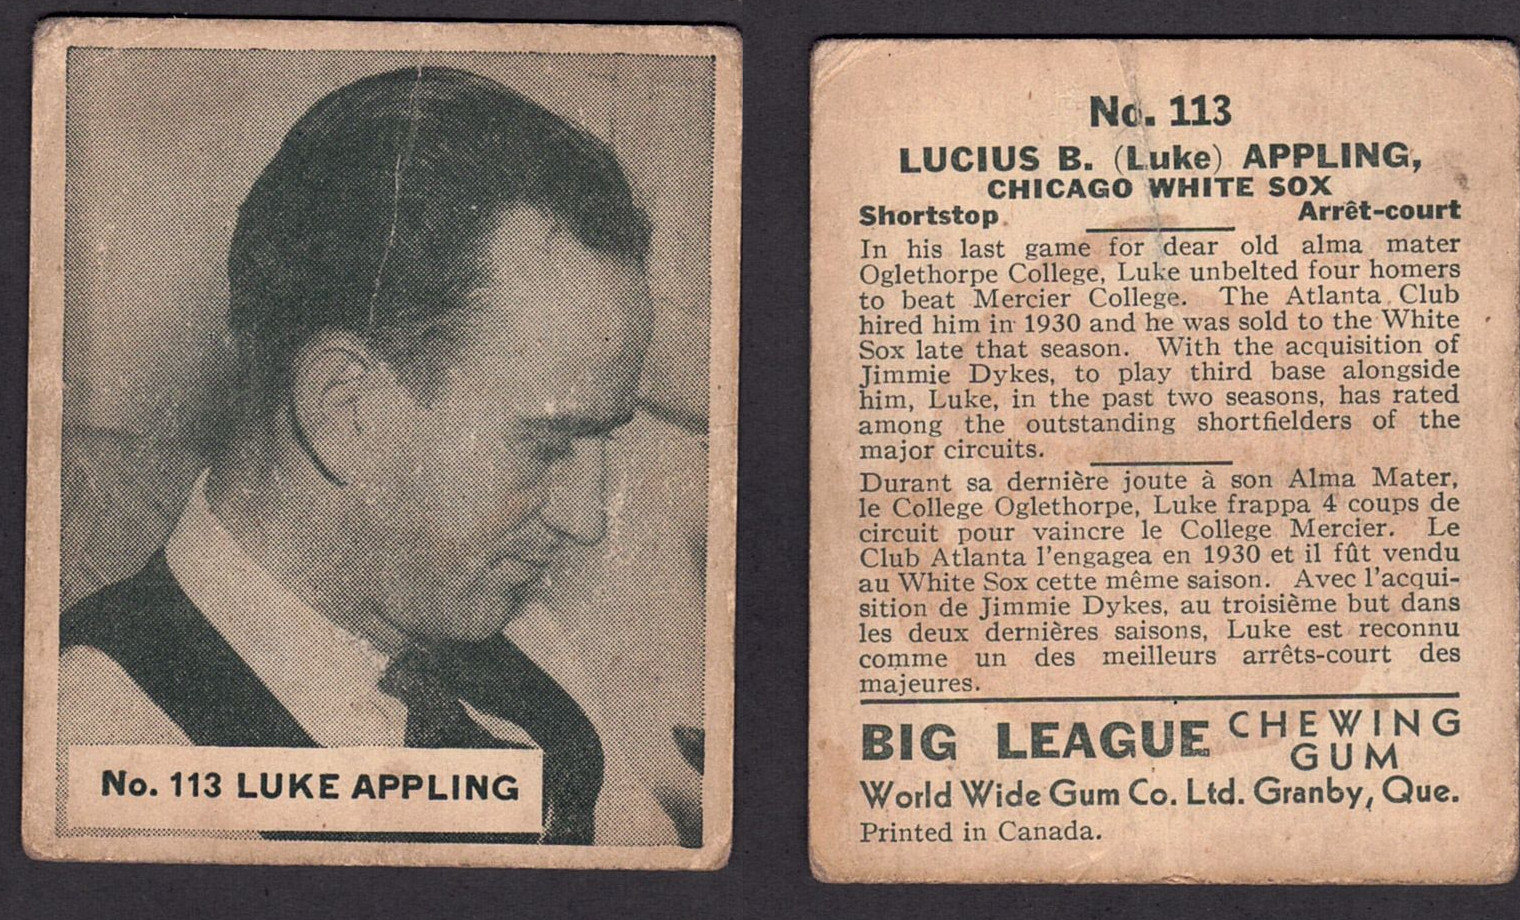 No. 113 LUKE APPLING
No. 113
LUCIUS B. (Luke) APPLING,
CHICAGO WHITE SOX
Shortstop Arrêt-court
In his last game for dear old alma mater
Oglethorpe College, Luke unbelted four homers
to beat Mercier College. The Atlanta Club
hired him in 1930 and he was sold to the White
Sox late that season. With the acquisition of
Jimmie Dykes, to play third base alongside
him, Luke, in the past two seasons, has rated
among the outstanding shortfielders of the
major circuits.
Durant sa dernière joute à son Alma Mater,
le College Oglethorpe, Luke frappa 4 coups de
circuit pour vaincre le College Mercier. Le
Club Atlanta l'engagea en 1930 et il fût vendu
au White Sox cette même saison. Avec l'acqui-
sition de Jimmie Dykes, au troisième but dans
les deux dernières saisons, Luke est reconnu
comme un des meilleurs arrêts-court des
majeures.
BIG LEAGUE CHEWING
GUM
World Wide Gum Co. Ltd. Granby, Que.
Printed in Canada.